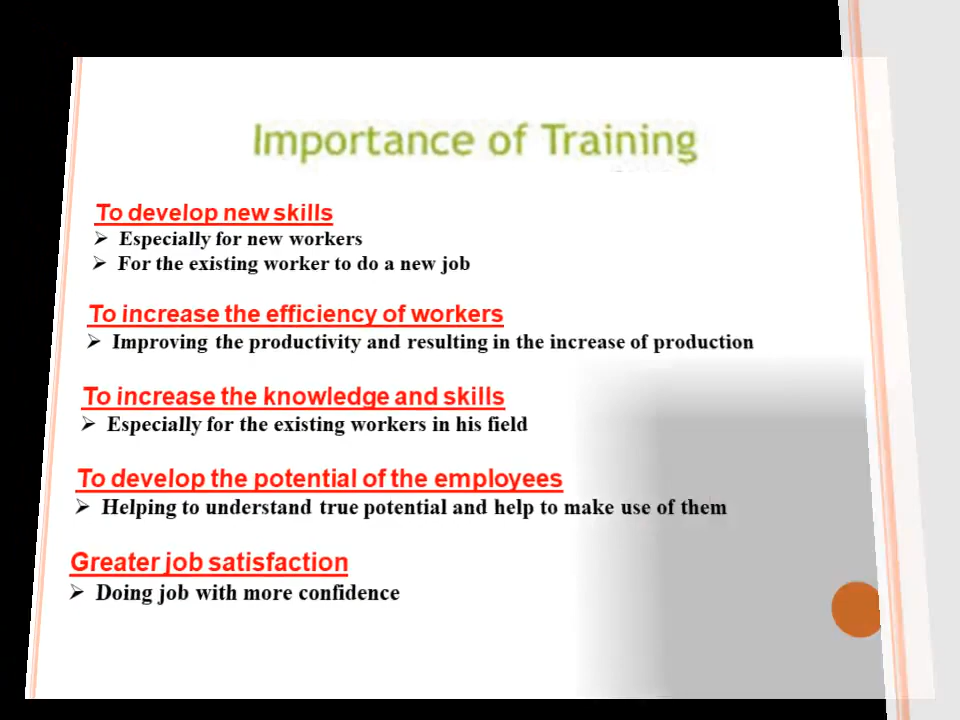 Importance of Training
To develop new skills
Especially for new workers
For the existing worker to do a new job
To increase the efficiency of workers
Improving the productivity and resulting in the increase of production
To increase the knowledge and skills
Especially for the existing workers in his field
To develop the potential of the employees
Helping to understand true potential and help to make use of them
Greater job satisfaction
Doing job with more confidence